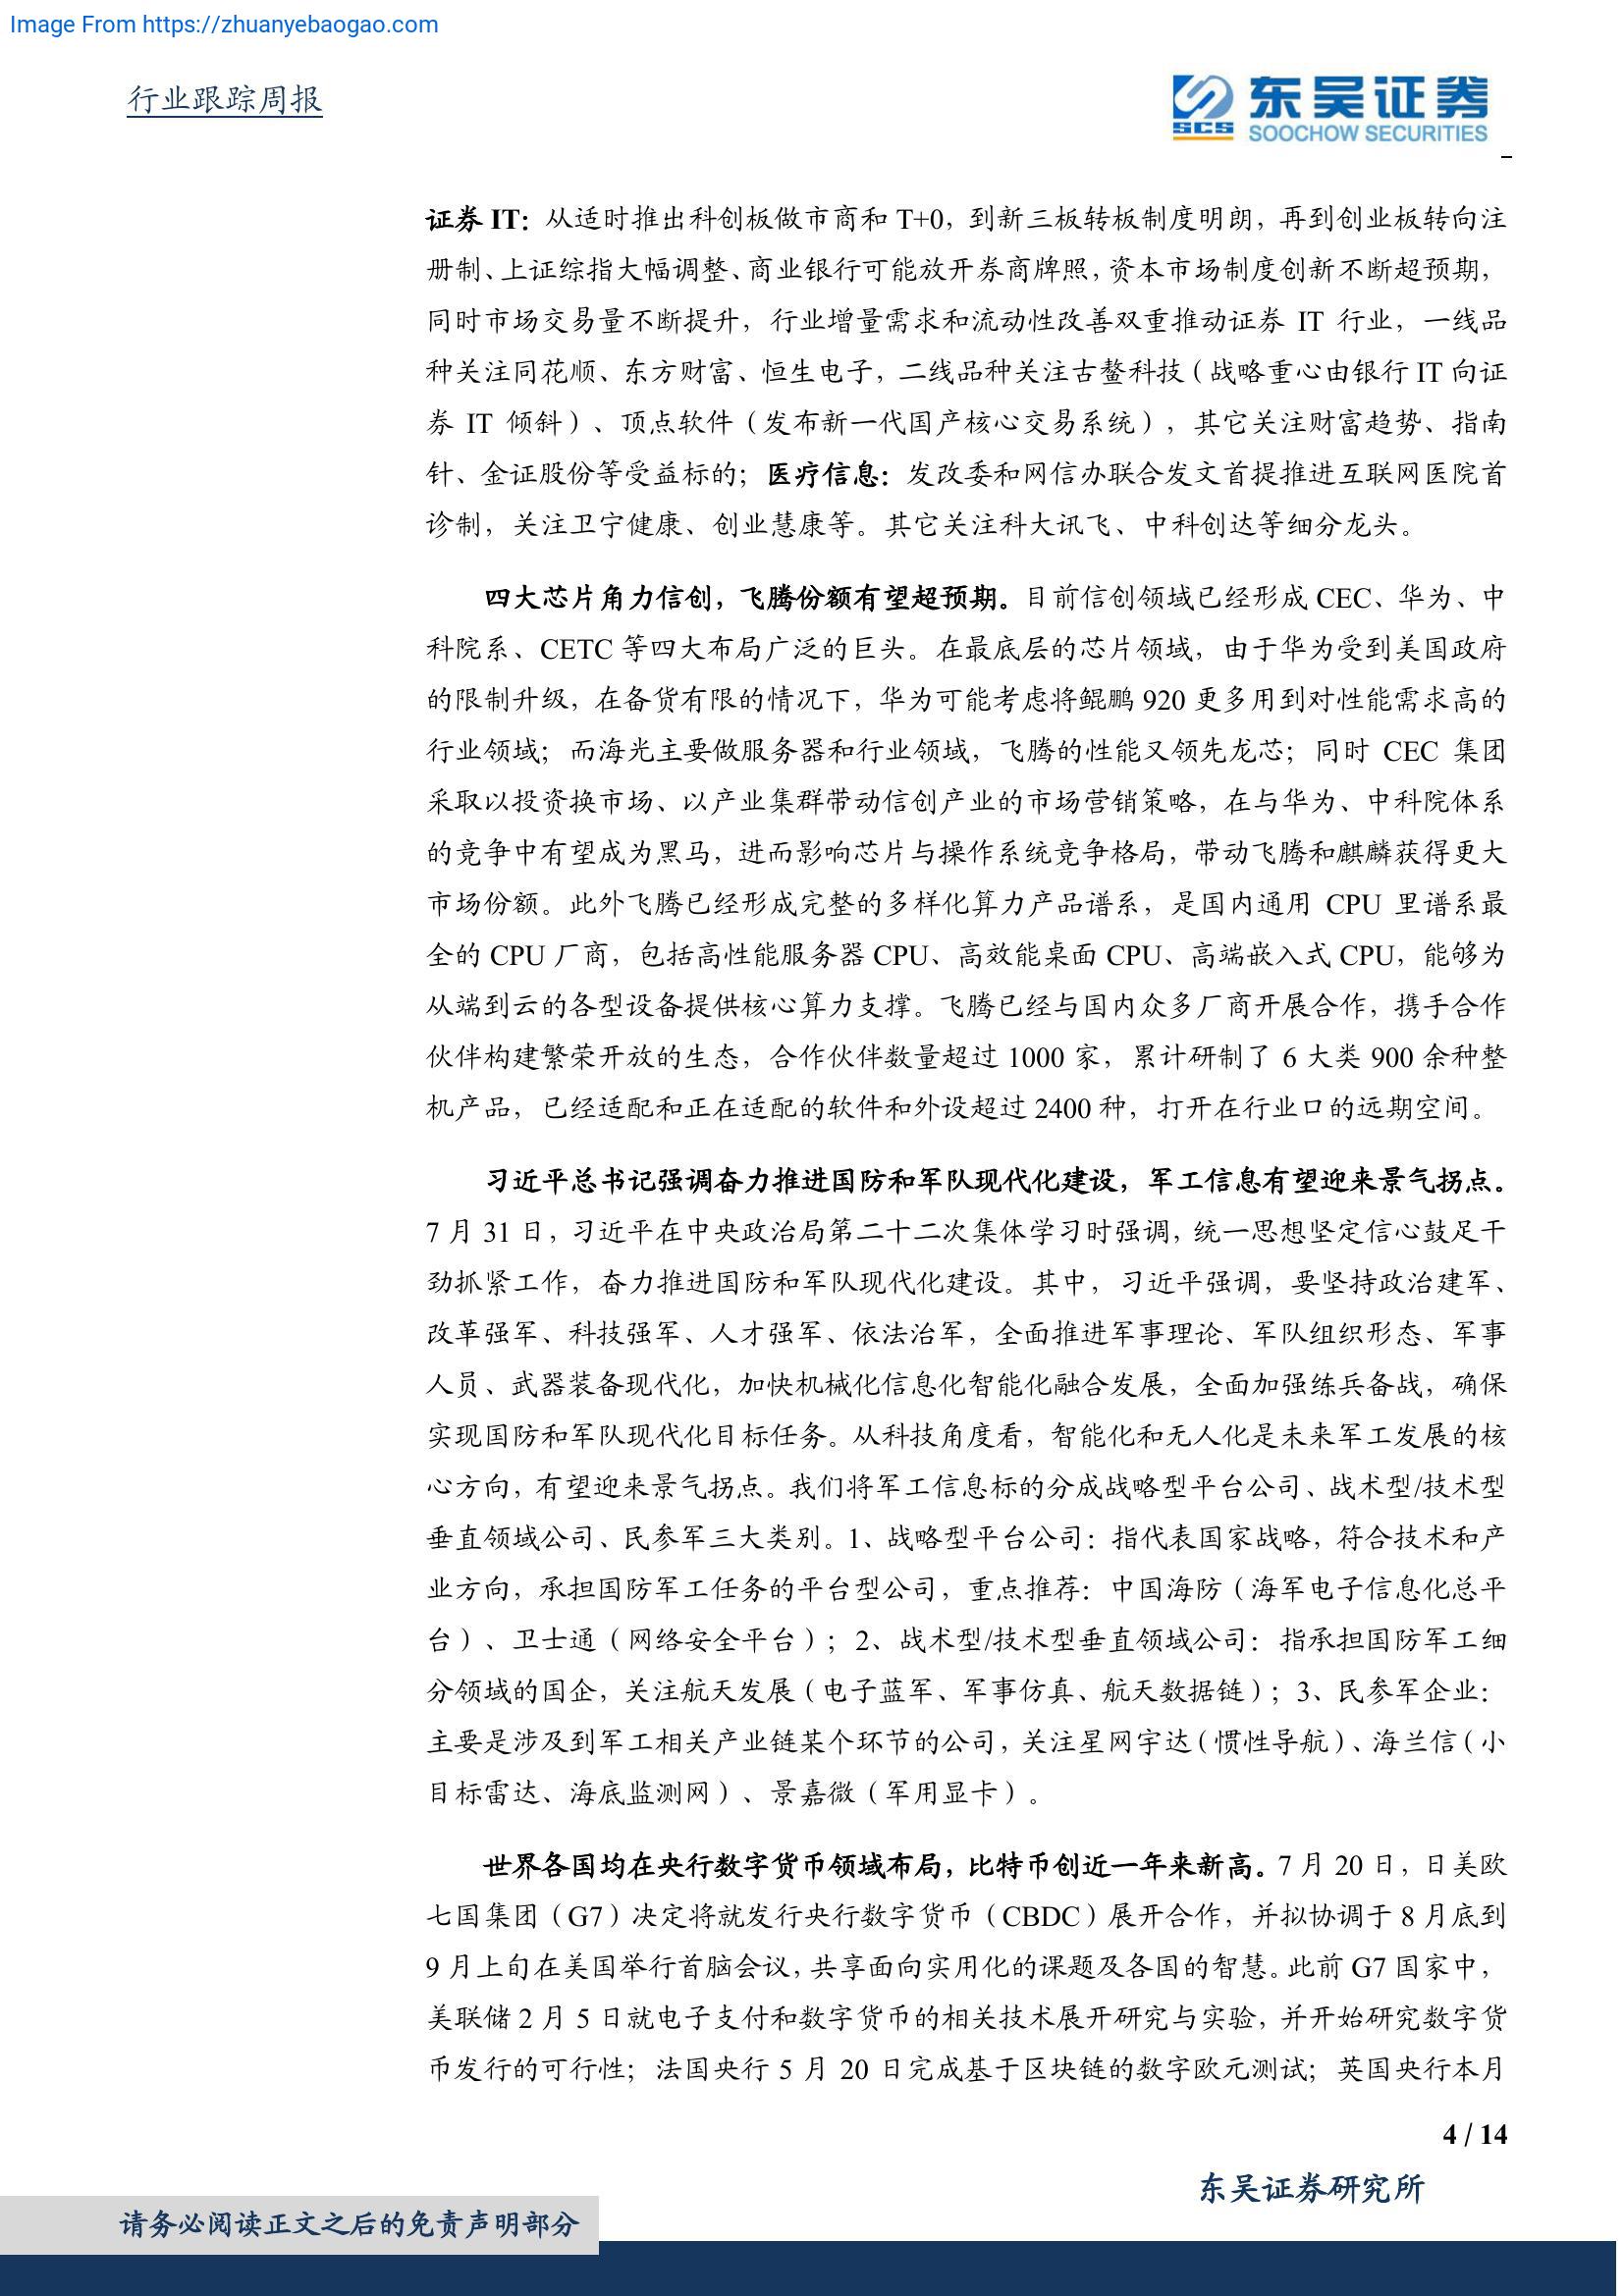 Image From https://zhuanyebaogao.com
行业跟踪周报
SCS 东吴证券
SOOCHOW SECURITIES
证券 IT：从适时推出科创板做市商和 T+0，到新三板转板制度明朗，再到创业板转向注
册制、上证综指大幅调整、商业银行可能放开券商牌照，资本市场制度创新不断超预期，
同时市场交易量不断提升，行业增量需求和流动性改善双重推动证券 IT 行业，一线品
种关注同花顺、东方财富、恒生电子，二线品种关注古鳌科技（战略重心由银行 IT 向证
券 IT 倾斜）、顶点软件（发布新一代国产核心交易系统），其它关注财富趋势、指南
针、金证股份等受益标的；医疗信息：发改委和网信办联合发文首提推进互联网医院首
诊制，关注卫宁健康、创业慧康等。其它关注科大讯飞、中科创达等细分龙头。
四大芯片角力信创，飞腾份额有望超预期。目前信创领域已经形成 CEC、华为、中
科院系、CETC 等四大布局广泛的巨头。在最底层的芯片领域，由于华为受到美国政府
的限制升级，在备货有限的情况下，华为可能考虑将鲲鹏 920 更多用到对性能需求高的
行业领域；而海光主要做服务器和行业领域，飞腾的性能又领先龙芯；同时 CEC 集团
采取以投资换市场、以产业集群带动信创产业的市场营销策略，在与华为、中科院体系
的竞争中有望成为黑马，进而影响芯片与操作系统竞争格局，带动飞腾和麒麟获得更大
市场份额。此外飞腾已经形成完整的多样化算力产品谱系，是国内通用 CPU 里谱系最
全的 CPU 厂商，包括高性能服务器 CPU、高效能桌面 CPU、高端嵌入式 CPU，能够为
从端到云的各型设备提供核心算力支撑。飞腾已经与国内众多厂商开展合作，携手合作
伙伴构建繁荣开放的生态，合作伙伴数量超过 1000 家，累计研制了 6 大类 900 余种整
机产品，已经适配和正在适配的软件和外设超过 2400 种，打开在行业口的远期空间。
习近平总书记强调奋力推进国防和军队现代化建设，军工信息有望迎来景气拐点。
7 月 31 日，习近平在中央政治局第二十二次集体学习时强调，统一思想坚定信心鼓足干
劲抓紧工作，奋力推进国防和军队现代化建设。其中，习近平强调，要坚持政治建军、
改革强军、科技强军、人才强军、依法治军，全面推进军事理论、军队组织形态、军事
人员、武器装备现代化，加快机械化信息化智能化融合发展，全面加强练兵备战，确保
实现国防和军队现代化目标任务。从科技角度看，智能化和无人化是未来军工发展的核
心方向，有望迎来景气拐点。我们将军工信息标的分成战略型平台公司、战术型/技术型
垂直领域公司、民参军三大类别。1、战略型平台公司：指代表国家战略，符合技术和产
业方向，承担国防军工任务的平台型公司，重点推荐：中国海防（海军电子信息化总平
台）、卫士通（网络安全平台）；2、战术型/技术型垂直领域公司：指承担国防军工细
分领域的国企，关注航天发展（电子蓝军、军事仿真、航天数据链）；3、民参军企业：
主要是涉及到军工相关产业链某个环节的公司，关注星网宇达（惯性导航）、海兰信（小
目标雷达、海底监测网）、景嘉微（军用显卡）。
世界各国均在央行数字货币领域布局，比特币创近一年来新高。7 月 20 日，日美欧
七国集团（G7）决定将就发行央行数字货币（CBDC）展开合作，并拟协调于 8 月底到
9 月上旬在美国举行首脑会议，共享面向实用化的课题及各国的智慧。此前 G7 国家中，
美联储 2 月 5 日就电子支付和数字货币的相关技术展开研究与实验，并开始研究数字货
币发行的可行性；法国央行 5 月 20 日完成基于区块链的数字欧元测试；英国央行本月
4 / 14
东吴证券研究所
请务必阅读正文之后的免责声明部分